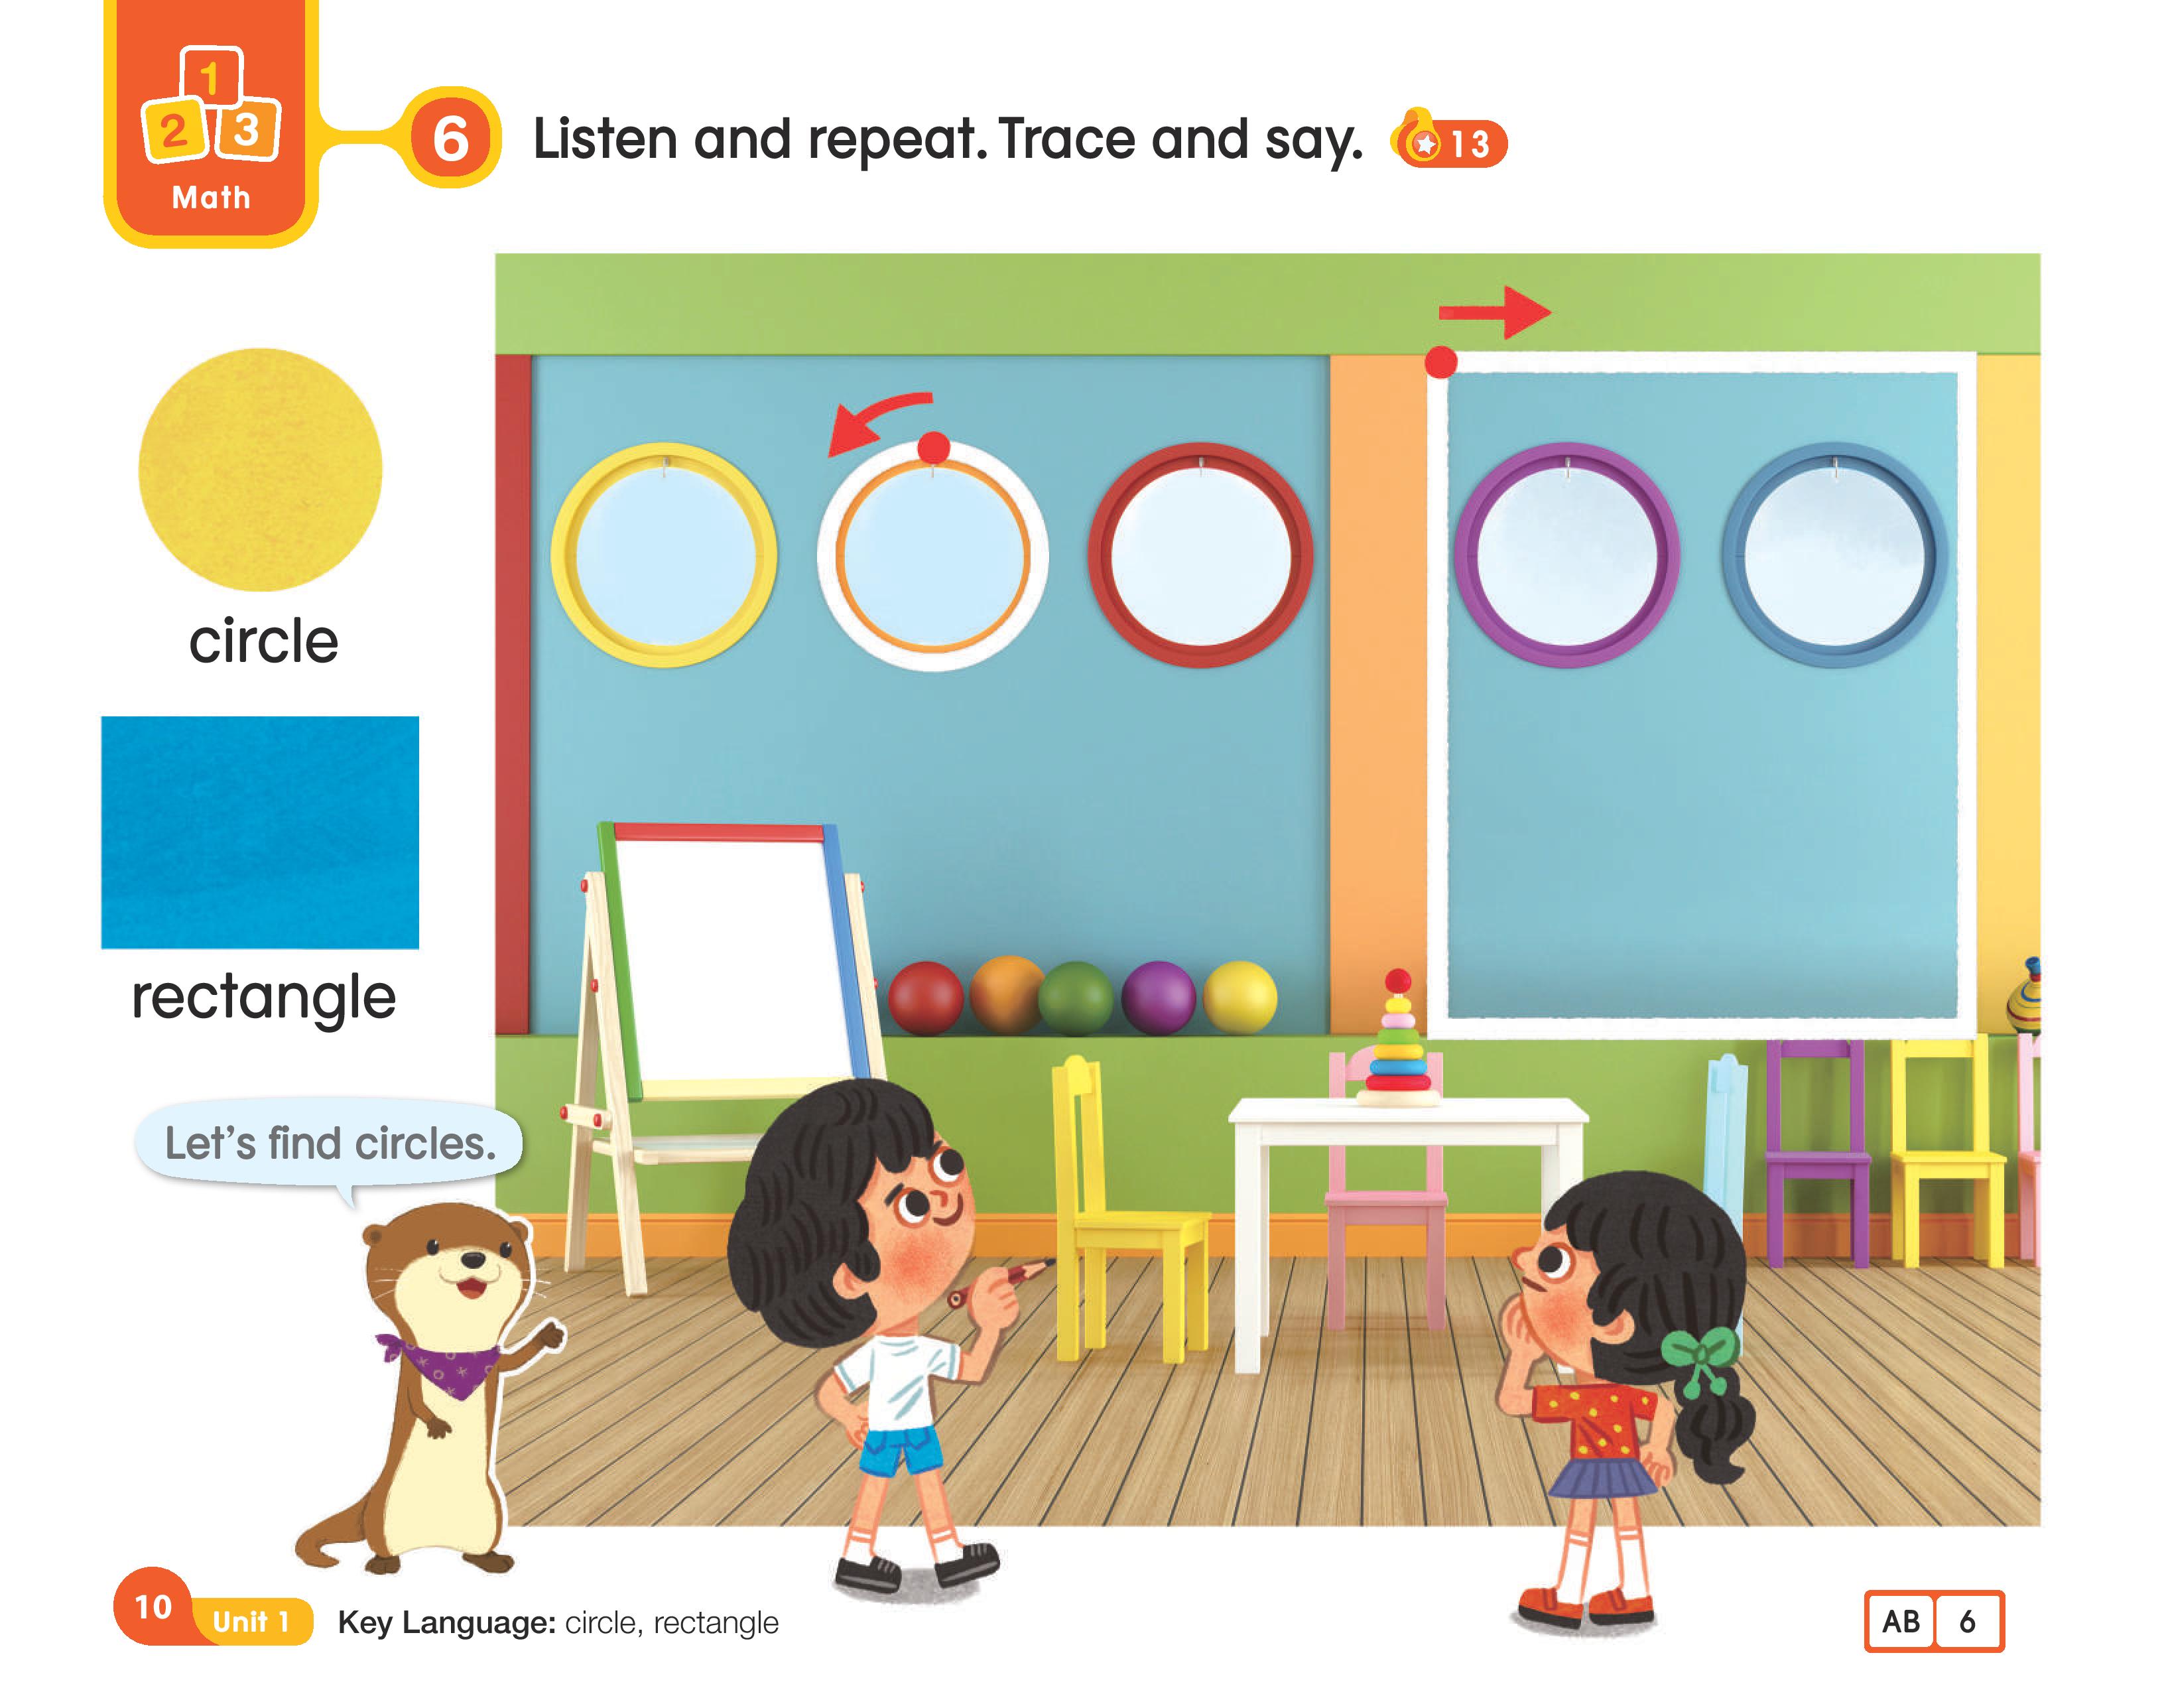 1
2 3
Math
6 Listen and repeat. Trace and say. 13
circle
rectangle
Let's find circles.
10 Unit 1 Key Language: circle, rectangle
AB 6